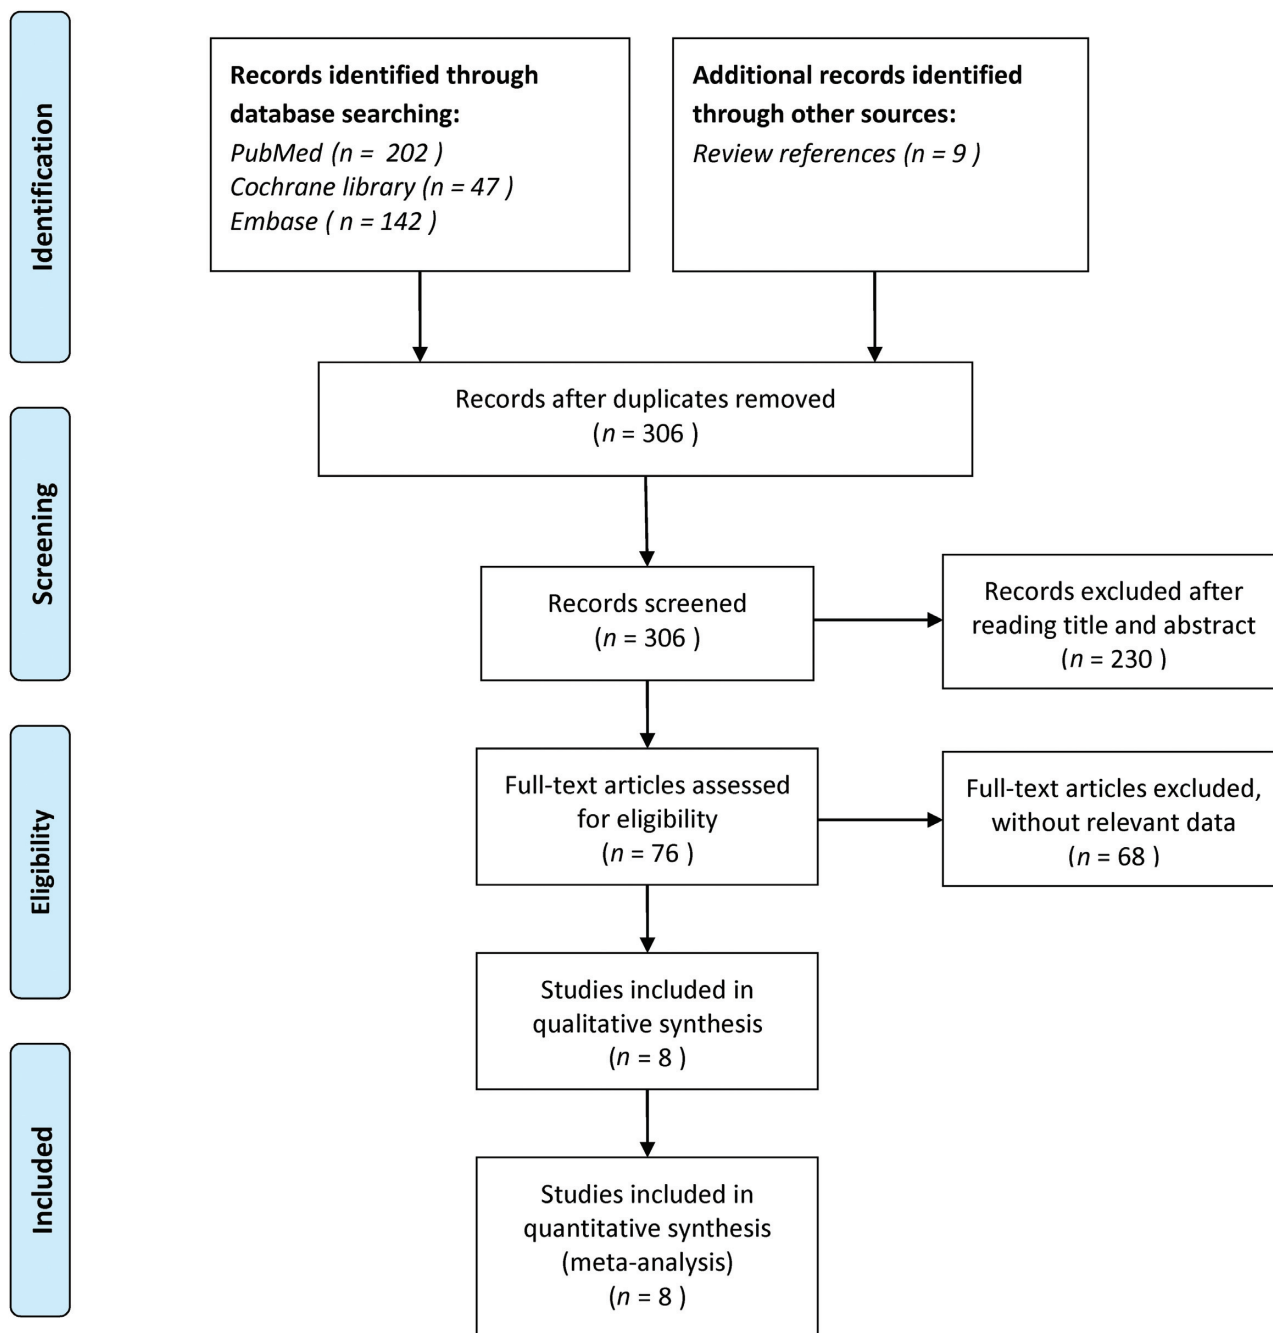 Identification
Records identified through
database searching:
PubMed (n =  202 )
Cochrane library (n = 47 )
Embase ( n = 142 )
Additional records identified
through other sources:
Review references (n = 9 )
Records after duplicates removed
(n = 306 )
Screening
Records screened
(n = 306 )
Records excluded after
reading title and abstract
(n = 230 )
Eligibility
Full-text articles assessed
for eligibility
(n = 76 )
Full-text articles excluded,
without relevant data
(n = 68 )
Studies included in
qualitative synthesis
(n = 8 )
Included
Studies included in
quantitative synthesis
(meta-analysis)
(n = 8 )